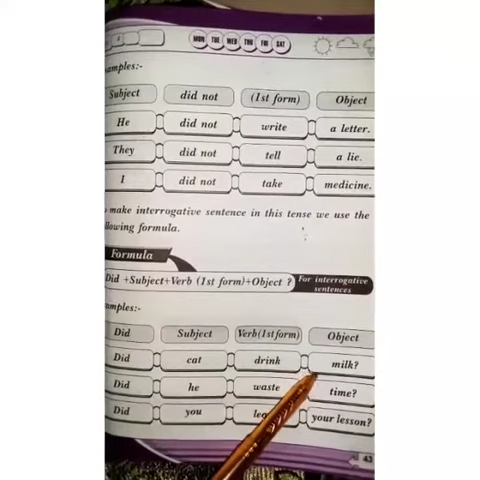 MON TUE WED THU FRI SAT
amples:-
Subject did not (1st form) Object
He did not write a letter.
They did not tell a lie.
I did not take medicine.
make interrogative sentence in this tense we use the
lowing formula.
Formula
Did +Subject+Verb (1st form)+Object ? For interrogative
sentences
amples:-
Did Subject Verb(1st form) Object
Did cat drink milk?
Did he waste time?
Did you your lesson?
43